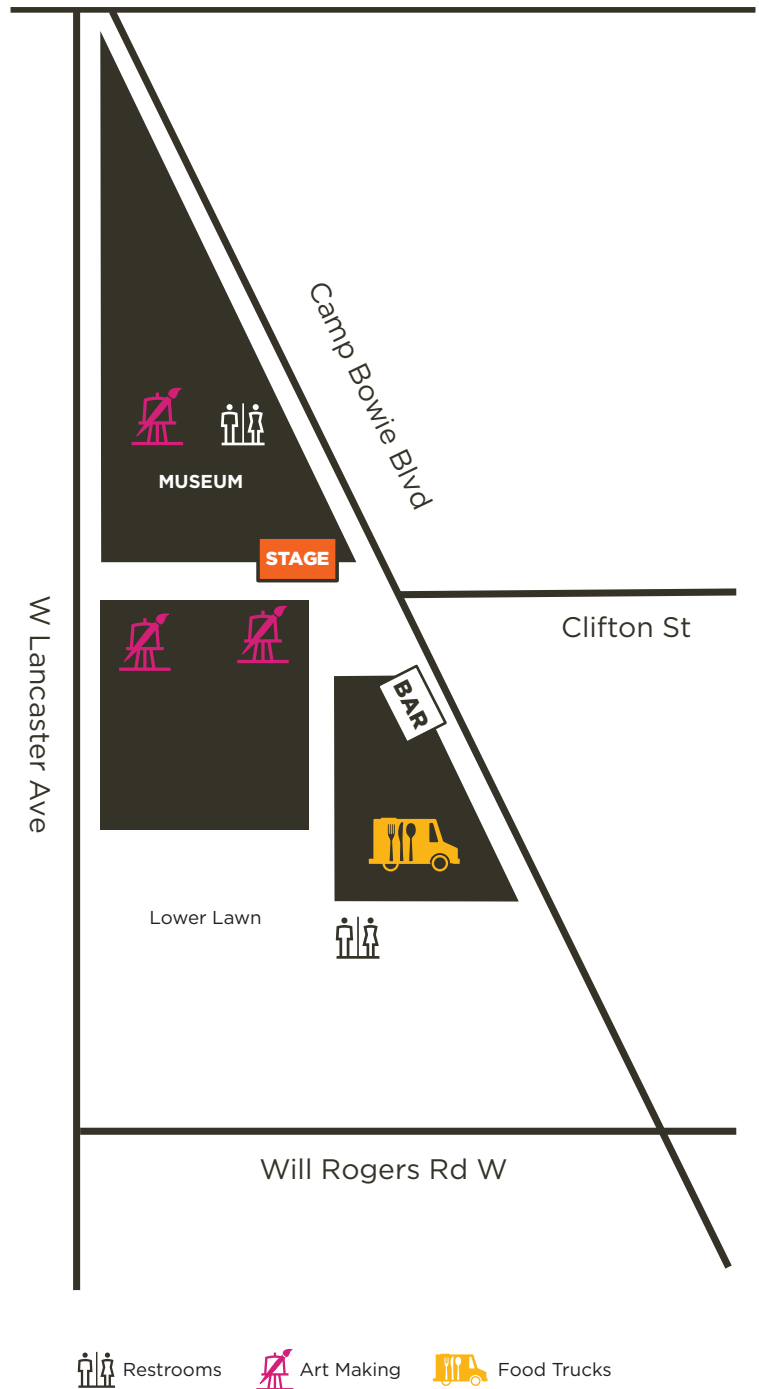 Camp Bowie Blvd
MUSEUM
STAGE
W Lancaster Ave
Clifton St
BAR
Lower Lawn
Will Rogers Rd W
Restrooms
Art Making
Food Trucks